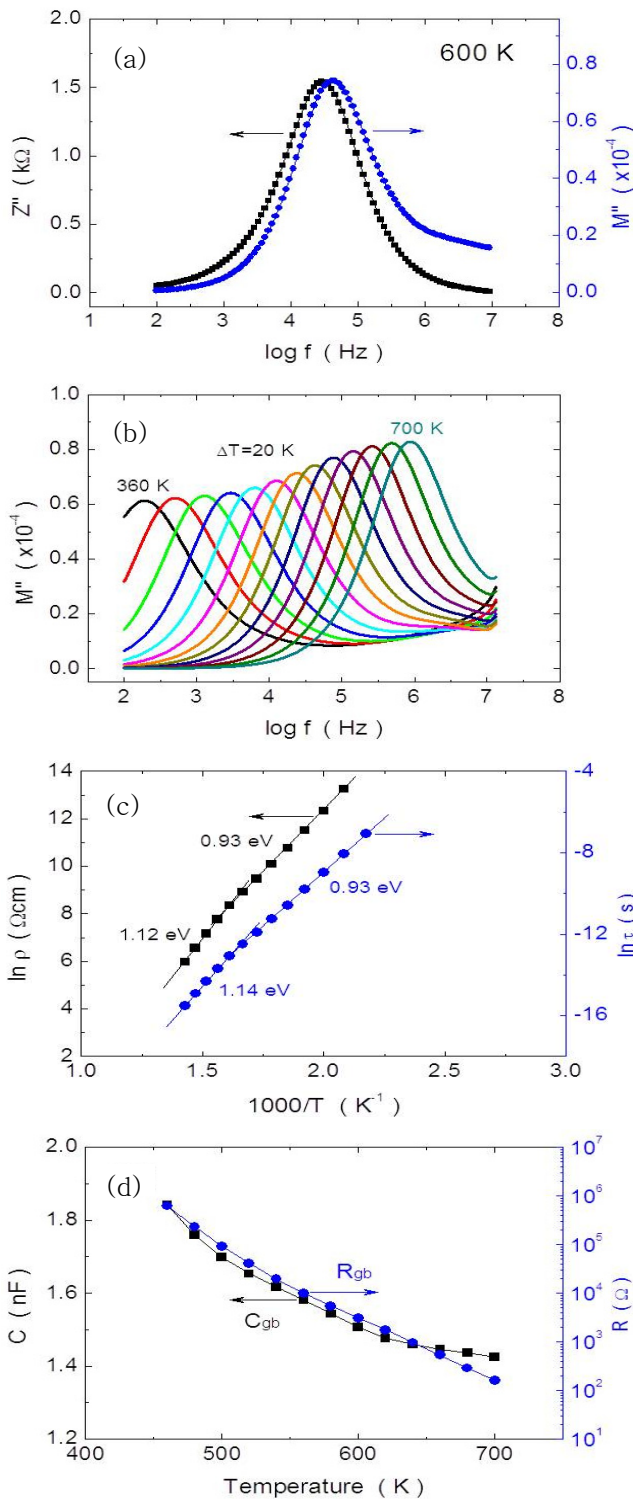 (a)
600 K
2.0
1.5
1.0
0.5
0.0
Z" ( kΩ )
0.8
0.6
0.4
0.2
0.0
M" ( x10⁻⁴ )
1 2 3 4 5 6 7 8
log f ( Hz )
(b)
360 K
ΔT=20 K
700 K
1.0
0.8
0.6
0.4
0.2
0.0
M" ( x10⁻⁴ )
1 2 3 4 5 6 7 8
log f ( Hz )
(c)
0.93 eV
0.93 eV
1.12 eV
1.14 eV
14
12
10
8
6
4
2
ln ρ ( Ωcm )
-4
-8
-12
-16
ln τ ( s )
1.0 1.5 2.0 2.5 3.0
1000/T ( K⁻¹ )
(d)
Rgb
Cgb
2.0
1.8
1.6
1.4
1.2
C ( nF )
10⁷
10⁶
10⁵
10⁴
10³
10²
10¹
R ( Ω )
400 500 600 700
Temperature ( K )